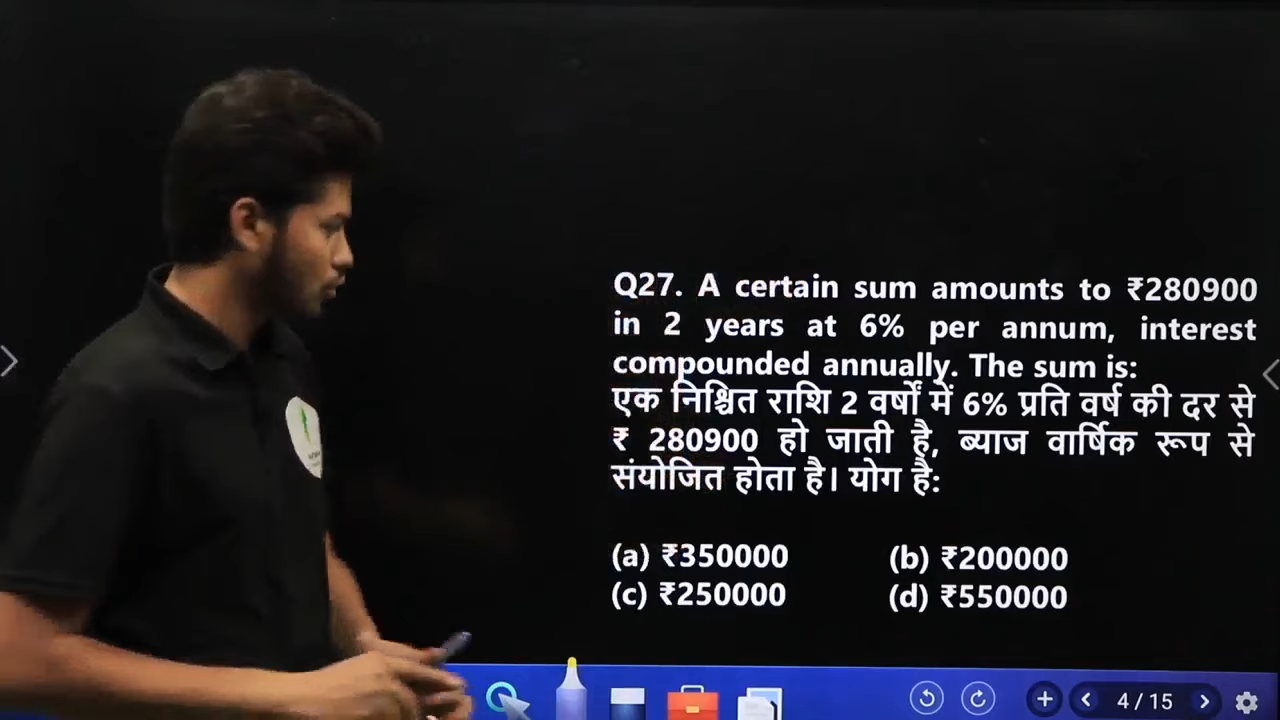 Q27. A certain sum amounts to ₹280900
in 2 years at 6% per annum, interest
compounded annually. The sum is:
एक निश्चित राशि 2 वर्षों में 6% प्रति वर्ष की दर से
₹ 280900 हो जाती है, ब्याज वार्षिक रूप से
संयोजित होता है। योग है:
(a) ₹350000 (b) ₹200000
(c) ₹250000 (d) ₹550000
4 / 15